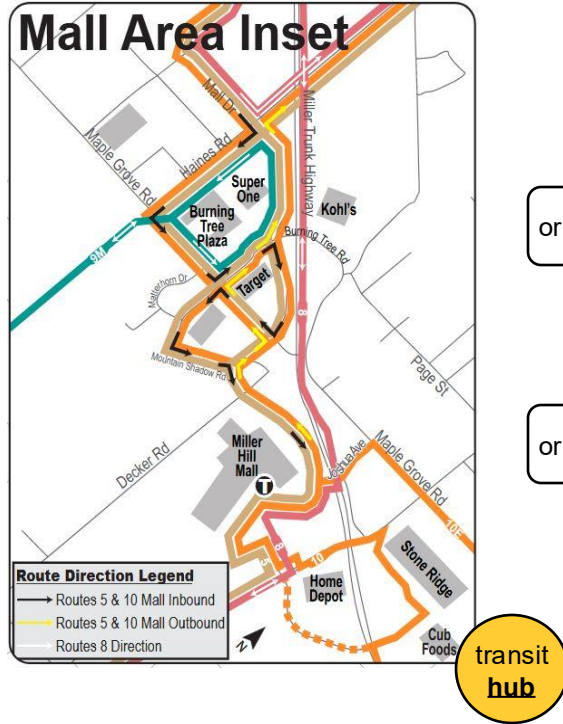 Mall Area Inset
Mall Dr
Maple Grove Rd
Haines Rd
Miller Trunk Highway
Super
One
Burning
Tree
Plaza
Kohl's
Burning Tree Rd
9M
Matterhorn Dr
Target
8
Mountain Shadow Rd
Page St
Decker Rd
Miller
Hill
Mall
T
Joshua Ave
Maple Grove Rd
10E
8
5
10
Stone Ridge
Home
Depot
Cub
Foods
N
Route Direction Legend
Routes 5 & 10 Mall Inbound
Routes 5 & 10 Mall Outbound
Routes 8 Direction
or
or
transit
hub